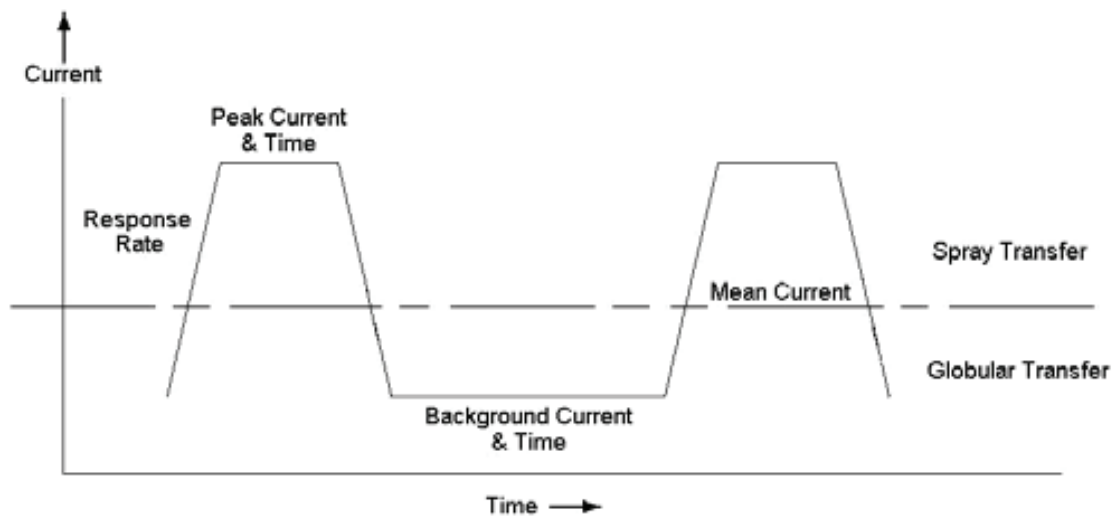 Current
Peak Current
& Time
Response
Rate
Spray Transfer
Mean Current
Globular Transfer
Background Current
& Time
Time